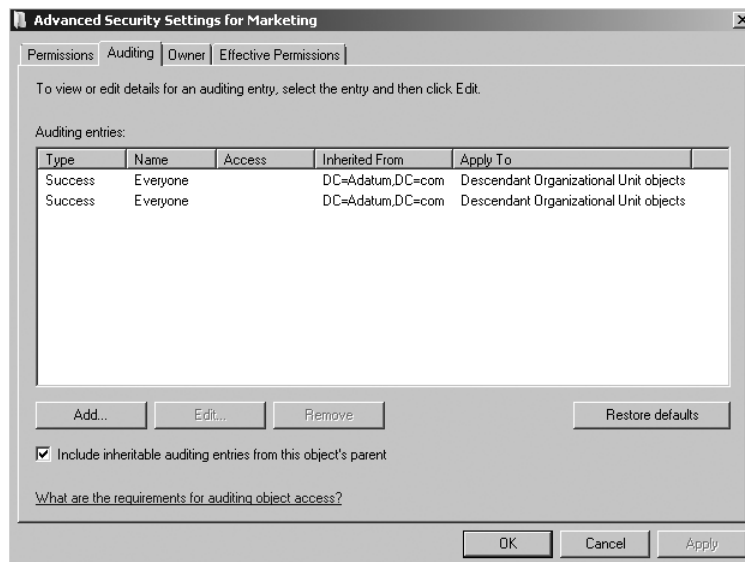 Advanced Security Settings for Marketing
Permissions Auditing Owner Effective Permissions
To view or edit details for an auditing entry, select the entry and then click Edit.
Auditing entries:
Type Name Access Inherited From Apply To
Success Everyone DC=Adatum,DC=com Descendant Organizational Unit objects
Success Everyone DC=Adatum,DC=com Descendant Organizational Unit objects
Add... Edit... Remove Restore defaults
Include inheritable auditing entries from this object's parent
What are the requirements for auditing object access?
OK Cancel Apply